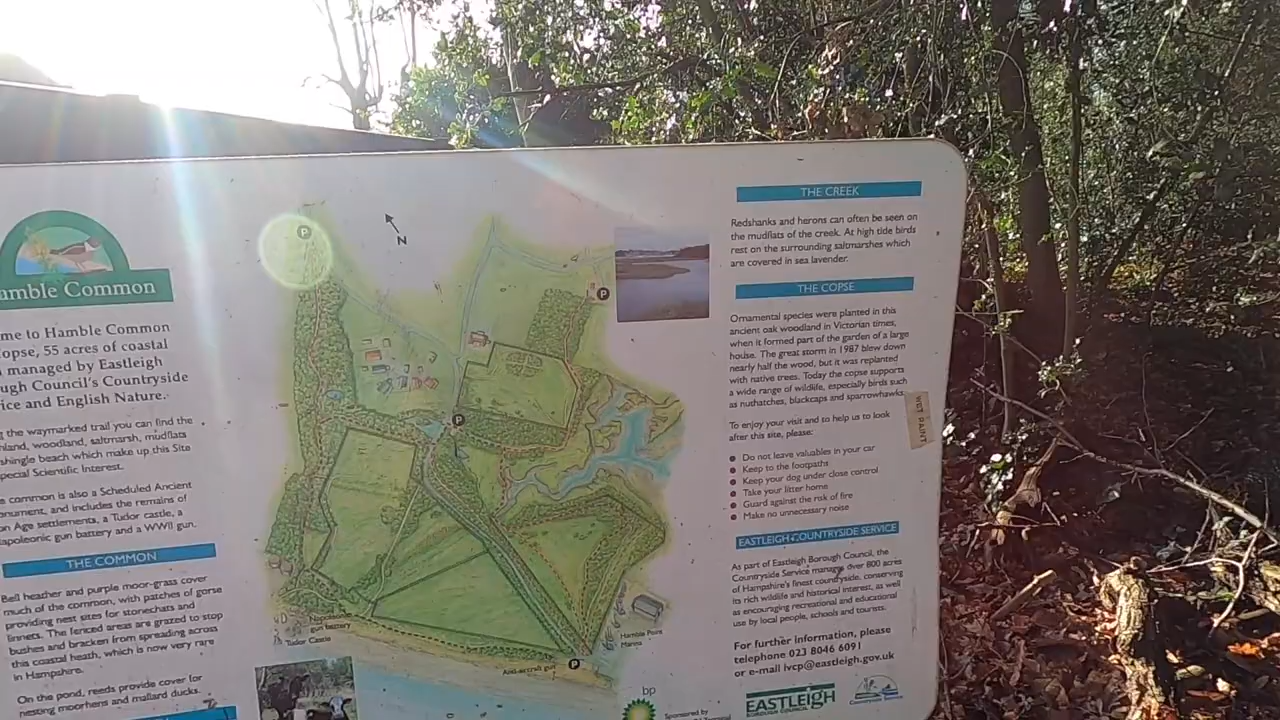 amble Common
me to Hamble Common
opse, 55 acres of coastal
managed by Eastleigh
ugh Council's Countryside
ice and English Nature.
the waymarked trail you can find the
hland, woodland, saltmarsh, mudflats
shingle beach which make up this Site
pecial Scientific Interest.
e common is also a Scheduled Ancient
onument, and includes the remains of
on Age settlements, a Tudor castle, a
apoleonic gun battery and a WWII gun.
THE COMMON
Bell heather and purple moor-grass cover
much of the common, with patches of gorse
providing nest sites for stonechats and
linnets. The fenced areas are grazed to stop
bushes and bracken from spreading across
this coastal heath, which is now very rare
in Hampshire.
On the pond, reeds provide cover for
nesting moorhens and mallard ducks.
P
N
P
P
gun battery
Tudor Castle
Hamble Point
Marina
Anti-aircraft gun
P
bp
Sponsored by
THE CREEK
Redshanks and herons can often be seen on
the mudflats of the creek. At high tide birds
rest on the surrounding saltmarshes which
are covered in sea lavender.
THE COPSE
Ornamental species were planted in this
ancient oak woodland in Victorian times,
when it formed part of the garden of a large
house. The great storm in 1987 blew down
nearly half the wood, but it was replanted
with native trees. Today the copse supports
a wide range of wildlife, especially birds such
as nuthatches, blackcaps and sparrowhawks.
WET PAINT
To enjoy your visit and to help us to look
after this site, please:
● Do not leave valuables in your car
● Keep to the footpaths
● Keep your dog under close control
● Take your litter home
● Guard against the risk of fire
● Make no unnecessary noise
EASTLEIGH COUNTRYSIDE SERVICE
As part of Eastleigh Borough Council, the
Countryside Service manages over 800 acres
of Hampshire's finest countryside, conserving
its rich wildlife and historical interest, as well
as encouraging recreational and educational
use by local people, schools and tourists.
For further information, please
telephone 023 8046 6091
or e-mail ivcp@eastleigh.gov.uk
EASTLEIGH
BOROUGH COUNCIL
Countryside Service